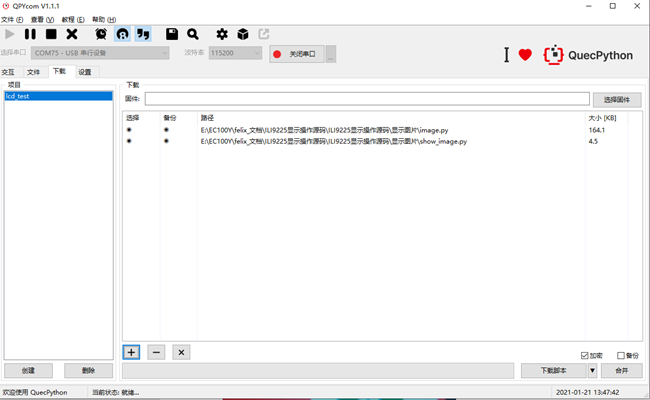 QPYcom V1.1.1
文件 (F) 查看 (V) 教程 (E) 帮助 (H)
选择串口 COM75 - USB 串行设备 波特率 115200 关闭串口 ... I QuecPython
交互 文件 下载 设置
项目 下载
lcd_test
固件: 选择固件
选择 备份 路径 大小 [KB]
E:\EC100Y\felix_文档\ILI9225显示操作源码\ILI9225显示操作源码\显示图片\image.py 164.1
E:\EC100Y\felix_文档\ILI9225显示操作源码\ILI9225显示操作源码\显示图片\show_image.py 4.5
加密 备份
创建 删除 下载脚本 合并
欢迎使用 QuecPython 当前状态: 就绪... 2021-01-21 13:47:42